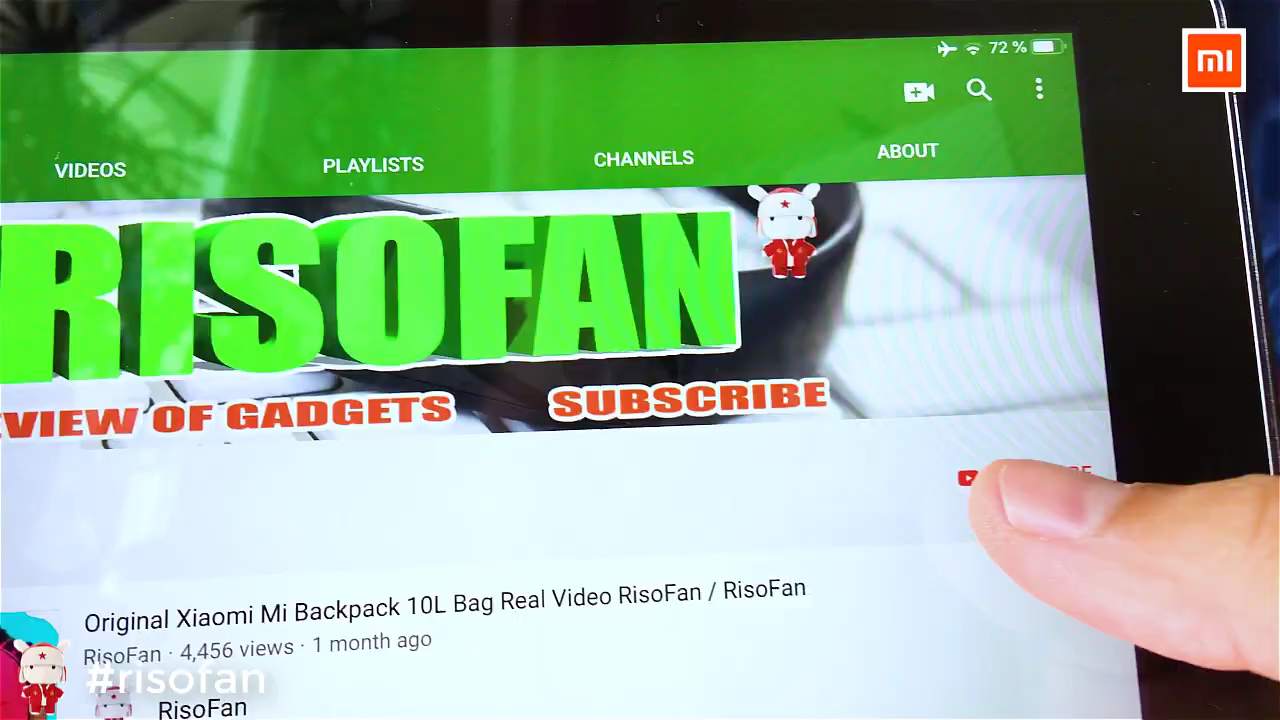 72 %
mi
VIDEOS PLAYLISTS CHANNELS ABOUT
RISOFAN
EVIEW OF GADGETS SUBSCRIBE
Original Xiaomi Mi Backpack 10L Bag Real Video RisoFan / RisoFan
RisoFan · 4,456 views · 1 month ago
#risofan
RisoFan